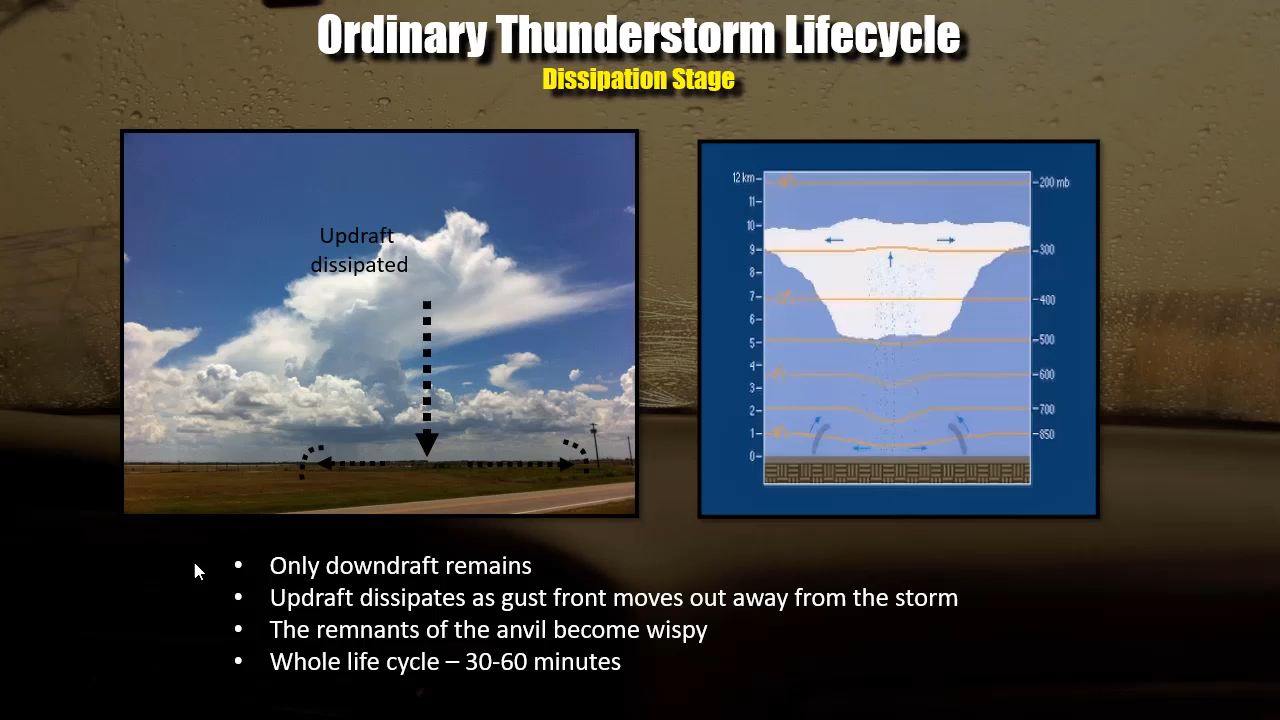 Ordinary Thunderstorm Lifecycle
Dissipation Stage
Updraft
dissipated
12 km
11
10
9
8
7
6
5
4
3
2
1
0
200 mb
300
400
500
600
700
850
• Only downdraft remains
• Updraft dissipates as gust front moves out away from the storm
• The remnants of the anvil become wispy
• Whole life cycle – 30-60 minutes